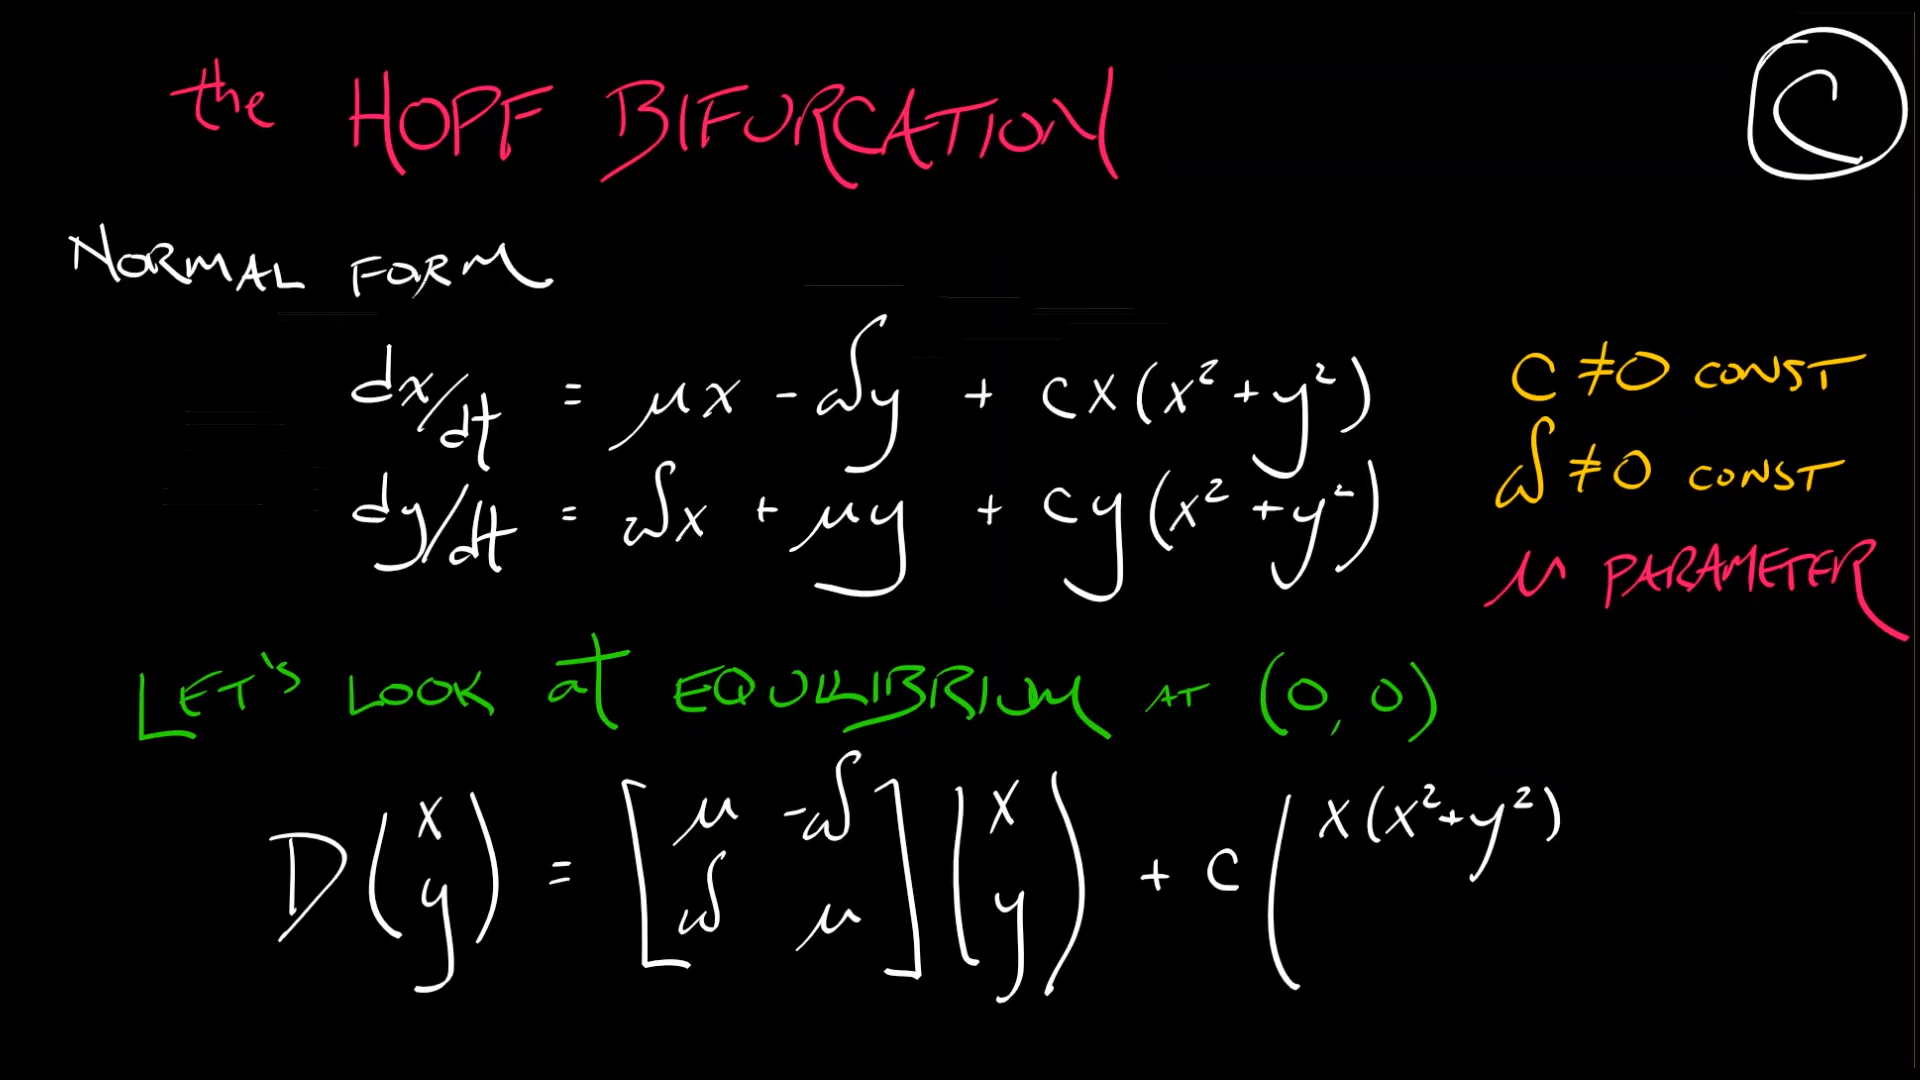 the HOPF BIFURCATION
C
NORMAL FORM
dx/dt = μx - ωy + cx(x² + y²)
C ≠ 0 CONST
dy/dt = ωx + μy + cy(x² + y²)
ω ≠ 0 CONST
μ PARAMETER
LET'S LOOK at EQUILIBRIUM AT (0, 0)
D(x y) = [μ -ω ω μ](x y) + c(x(x² + y²)